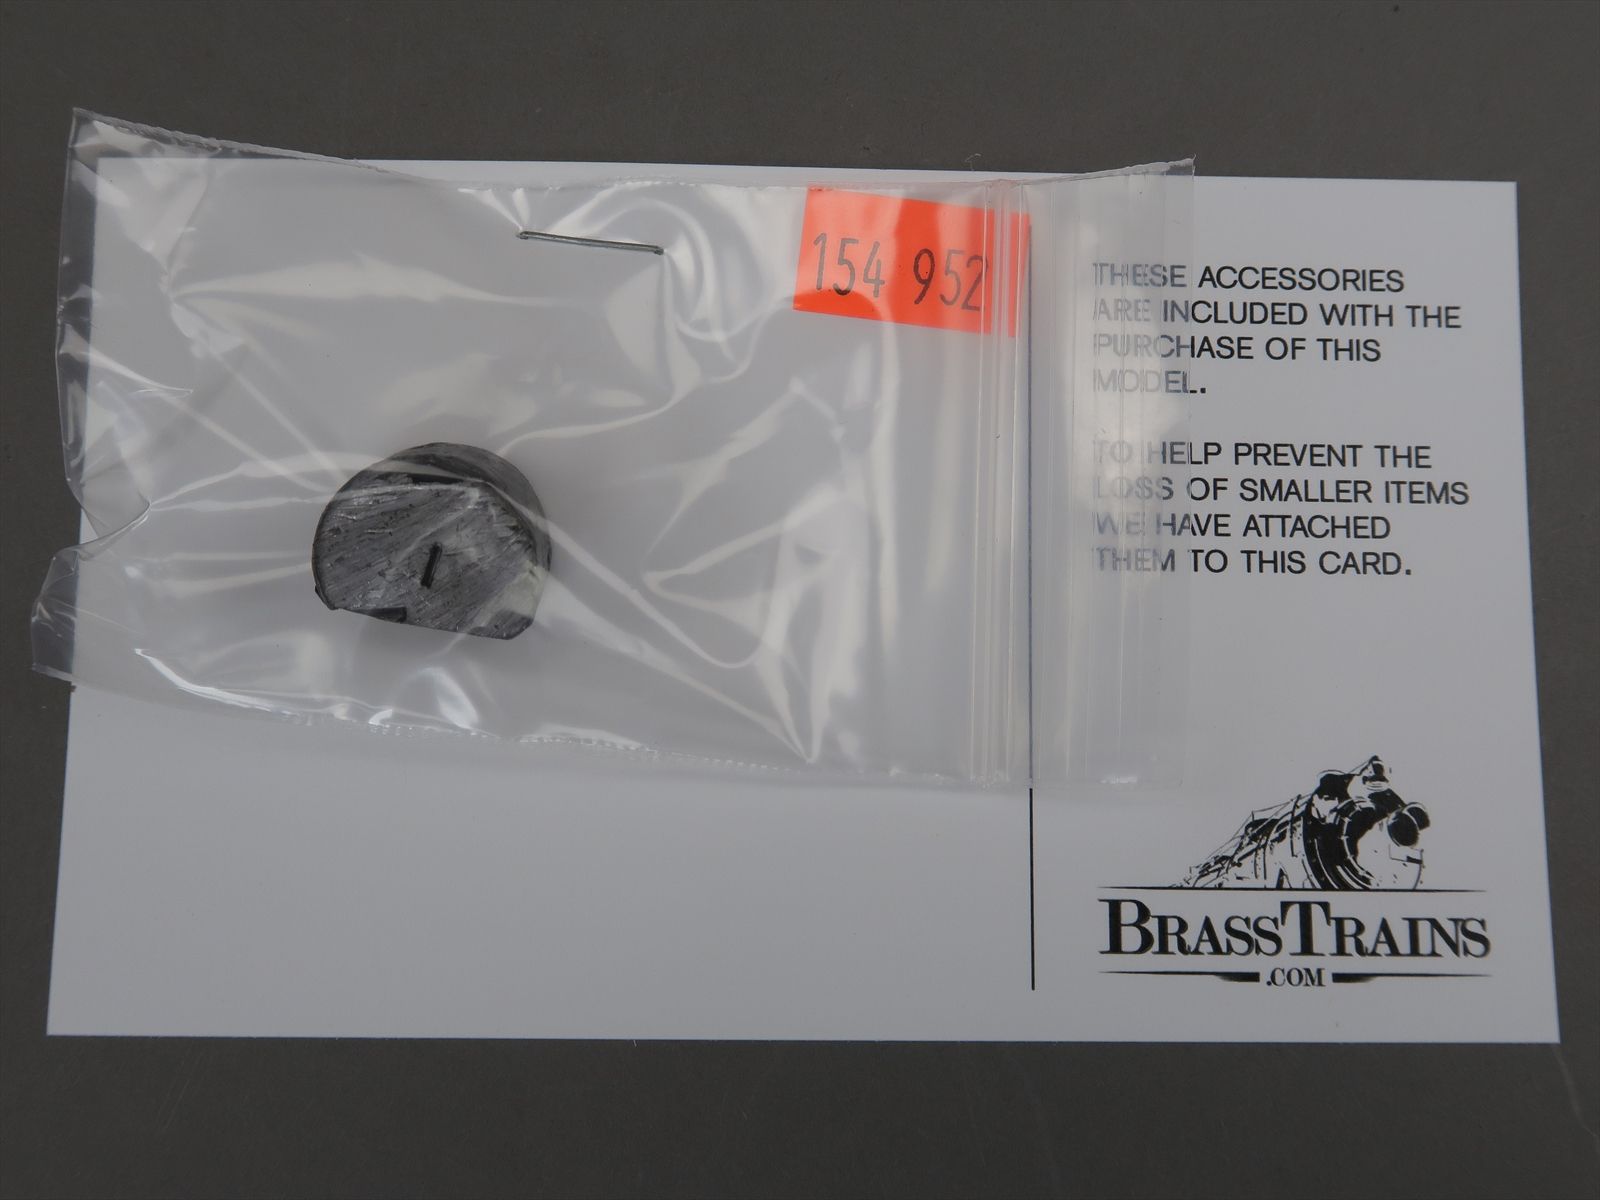 154 952
THESE ACCESSORIES
ARE INCLUDED WITH THE
PURCHASE OF THIS
MODEL.
TO HELP PREVENT THE
LOSS OF SMALLER ITEMS
WE HAVE ATTACHED
THEM TO THIS CARD.
BRASSTRAINS
.COM